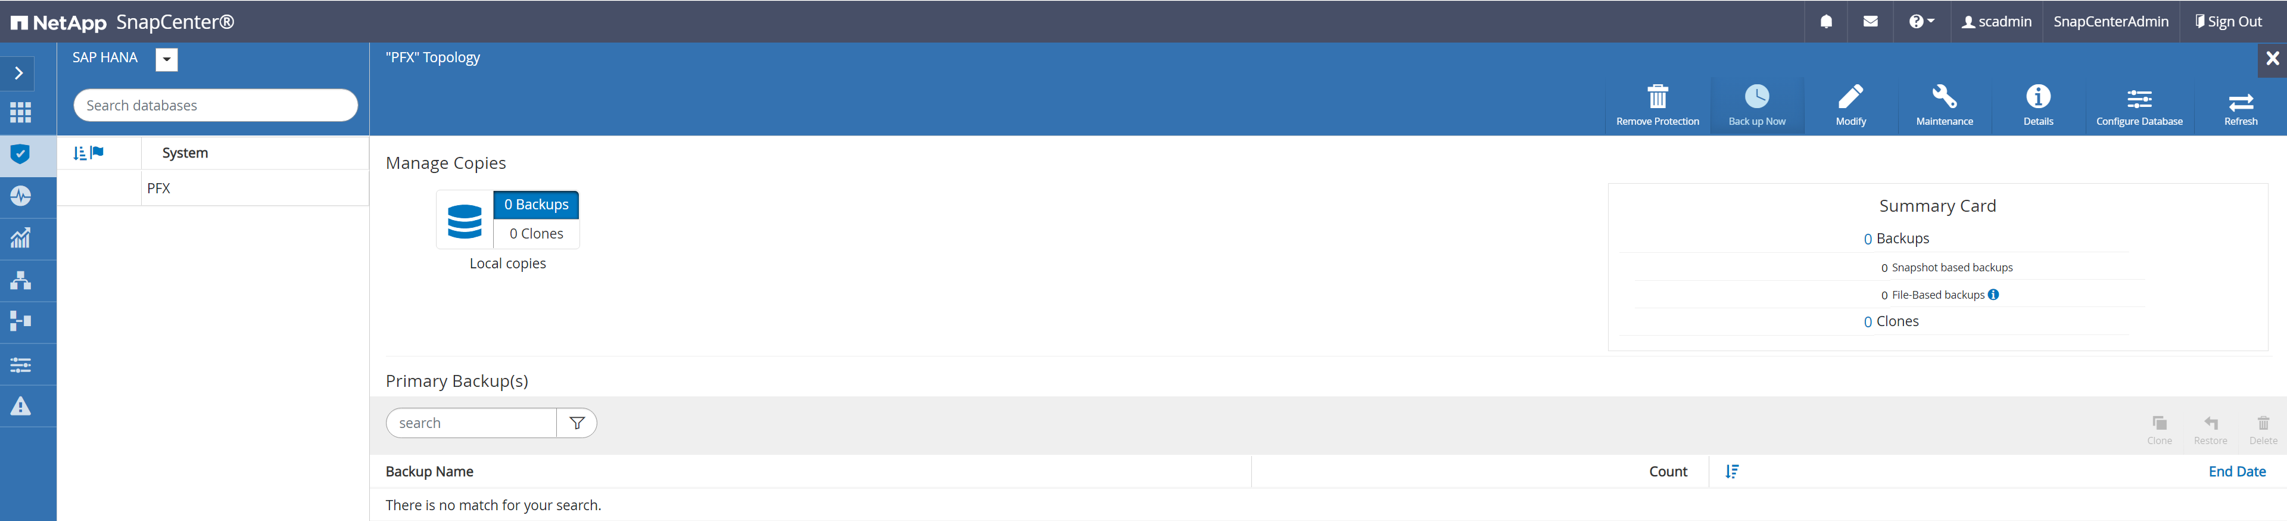 NetApp SnapCenter®
scadmin
SnapCenterAdmin
Sign Out
SAP HANA
"PFX" Topology
Search databases
Remove Protection
Back up Now
Modify
Maintenance
Details
Configure Database
Refresh
System
PFX
Manage Copies
0 Backups
0 Clones
Local copies
Summary Card
0 Backups
0 Snapshot based backups
0 File-Based backups
0 Clones
Primary Backup(s)
search
Clone
Restore
Delete
Backup Name
Count
End Date
There is no match for your search.